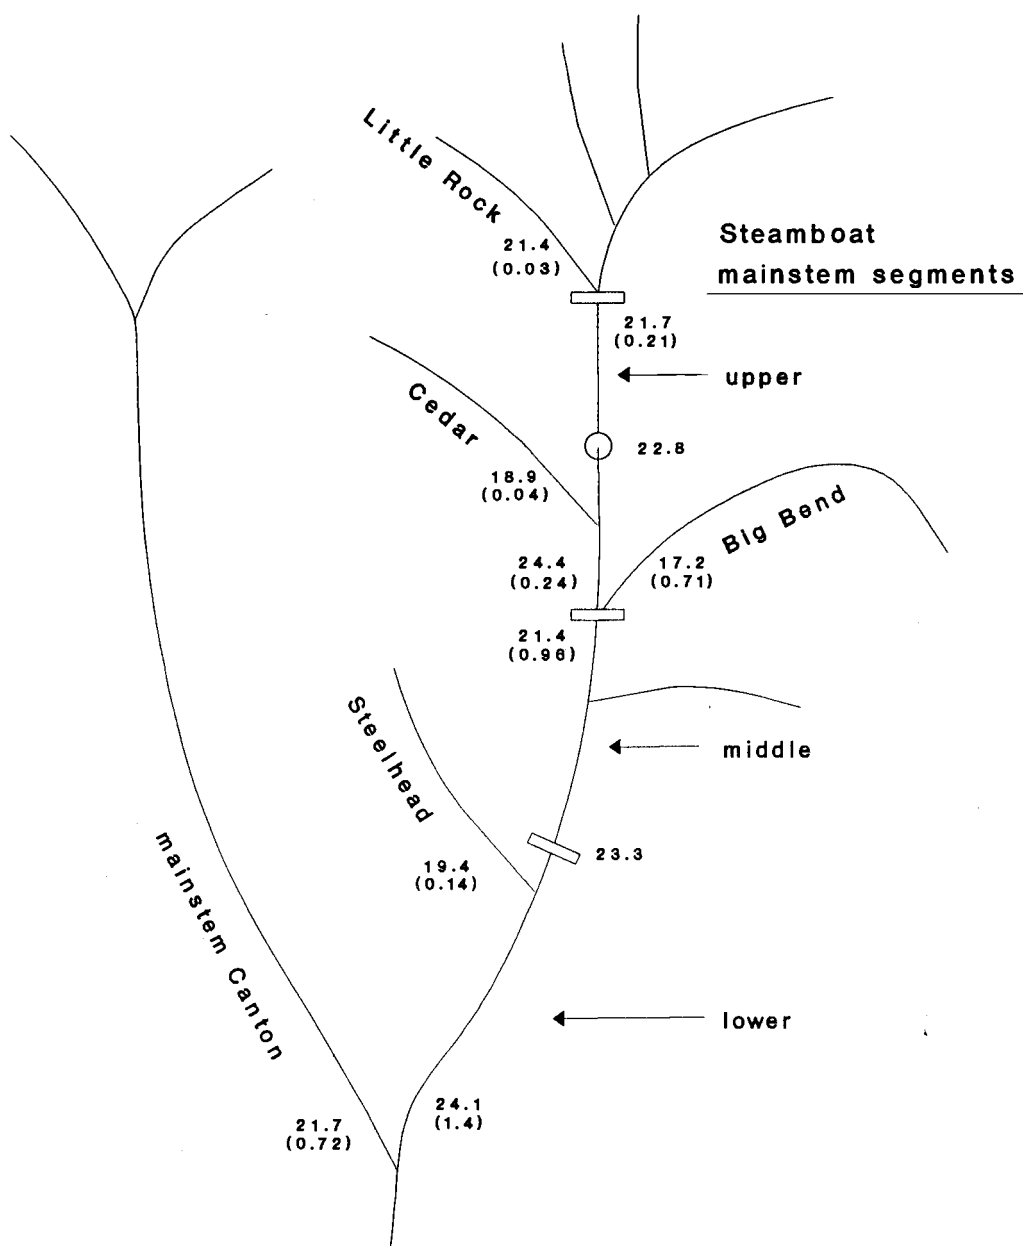 Little Rock
21.4
(0.03)
Steamboat
mainstem segments
21.7
(0.21)
upper
Cedar
22.8
18.9
(0.04)
Big Bend
24.4
(0.24)
17.2
(0.71)
21.4
(0.96)
Steelhead
middle
23.3
19.4
(0.14)
mainstem Canton
lower
24.1
(1.4)
21.7
(0.72)